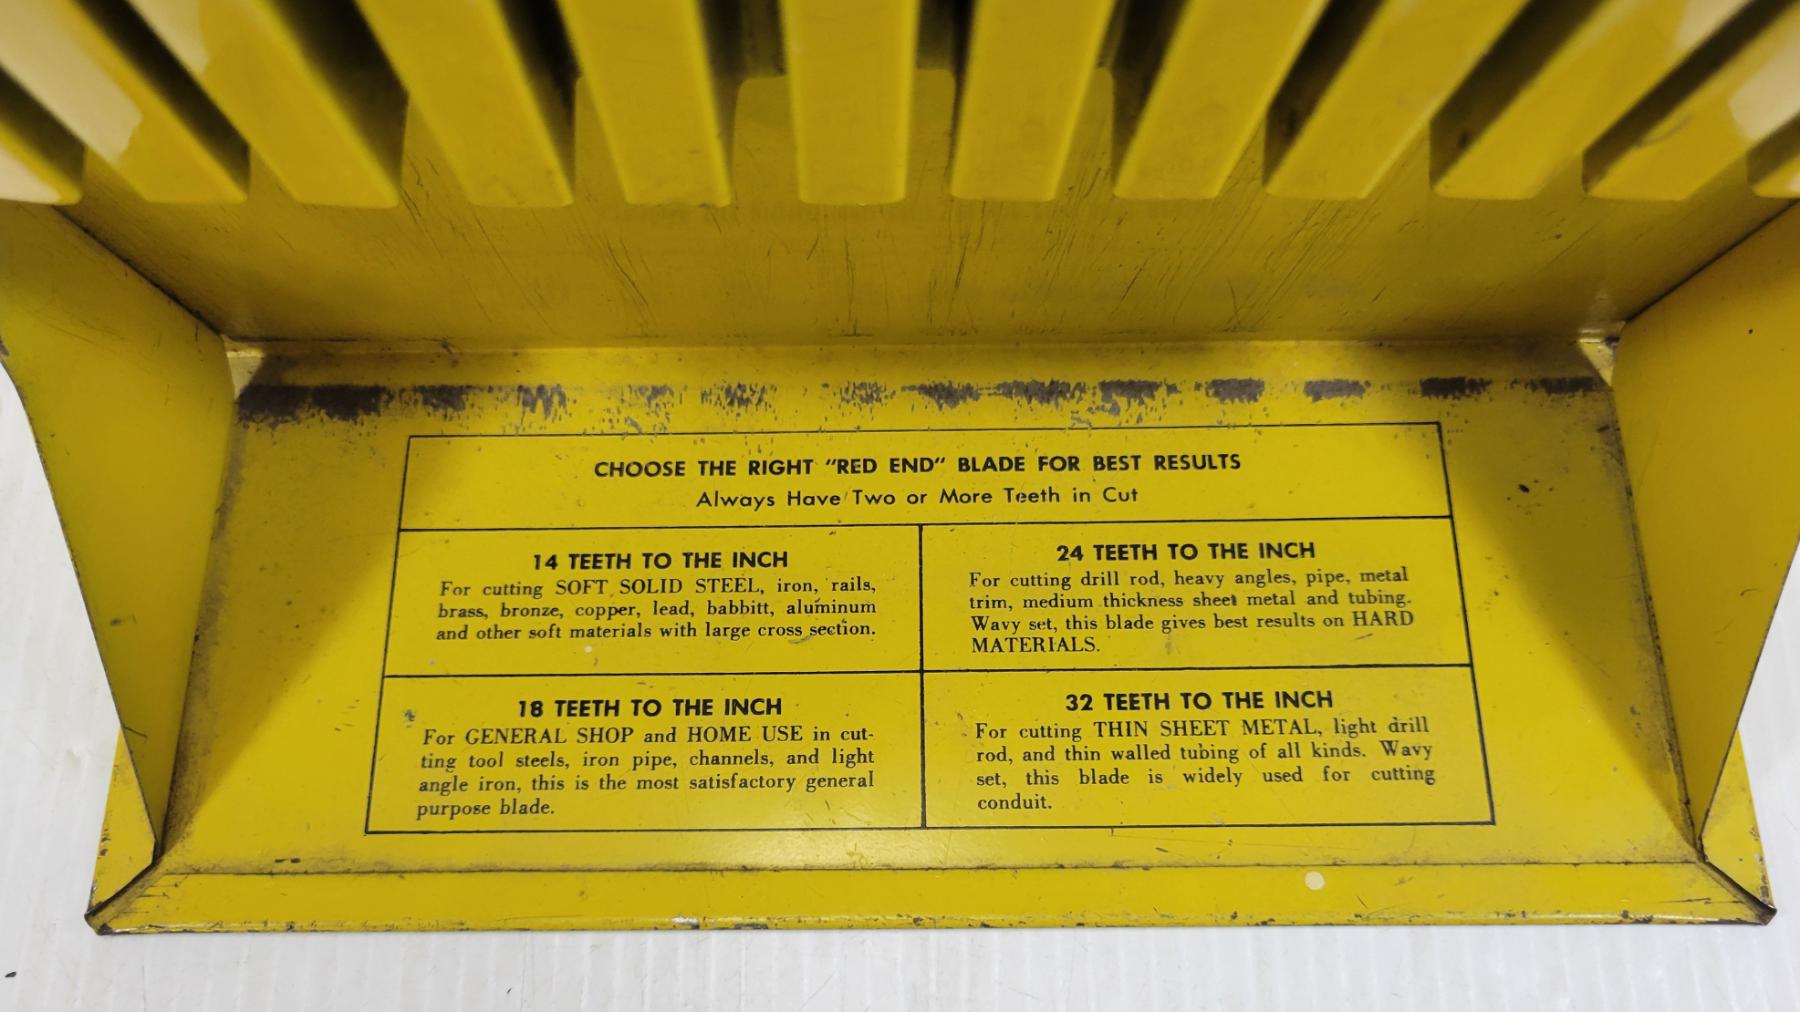 CHOOSE THE RIGHT "RED END" BLADE FOR BEST RESULTS
Always Have Two or More Teeth in Cut
14 TEETH TO THE INCH
For cutting SOFT SOLID STEEL, iron, rails,
brass, bronze, copper, lead, babbitt, aluminum
and other soft materials with large cross section.
24 TEETH TO THE INCH
For cutting drill rod, heavy angles, pipe, metal
trim, medium thickness sheet metal and tubing.
Wavy set, this blade gives best results on HARD
MATERIALS.
18 TEETH TO THE INCH
For GENERAL SHOP and HOME USE in cut-
ting tool steels, iron pipe, channels, and light
angle iron, this is the most satisfactory general
purpose blade.
32 TEETH TO THE INCH
For cutting THIN SHEET METAL, light drill
rod, and thin walled tubing of all kinds. Wavy
set, this blade is widely used for cutting
conduit.